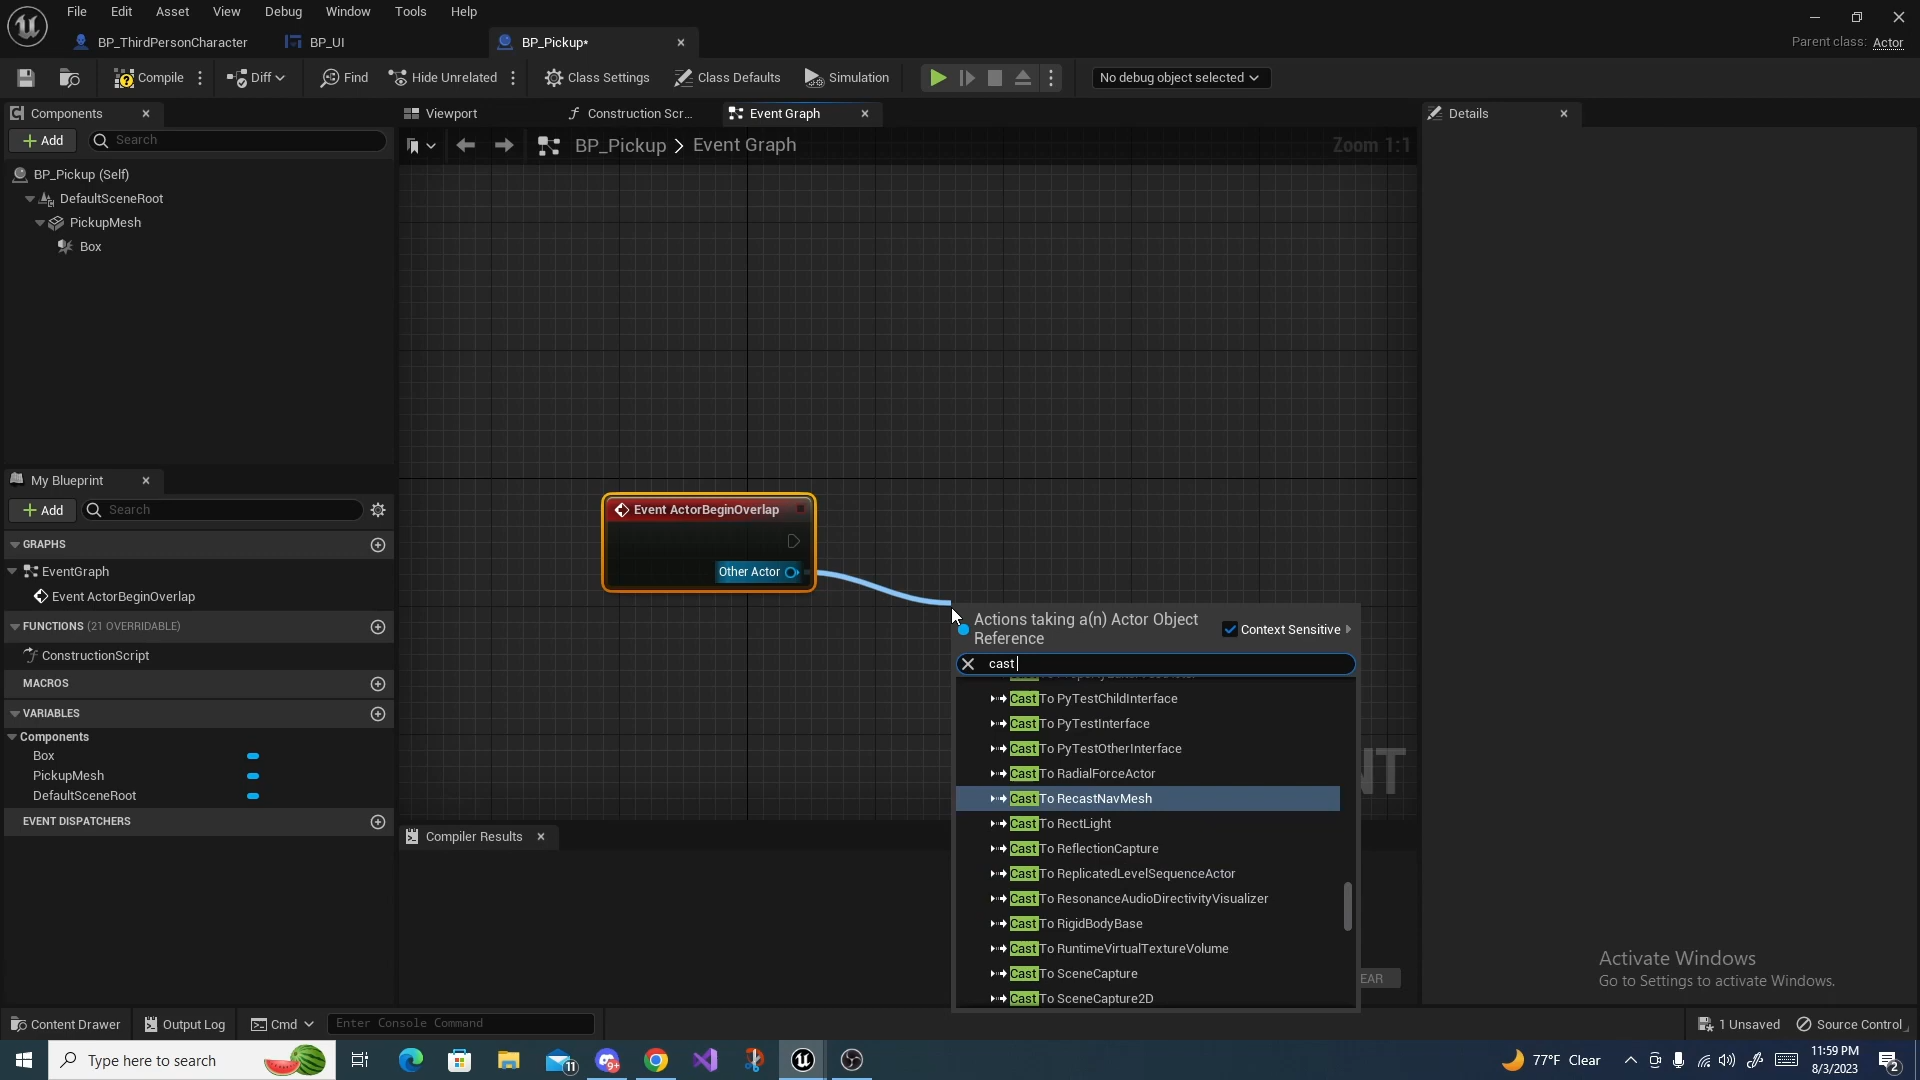 File Edit Asset View Debug Window Tools Help
BP_ThirdPersonCharacter BP_UI BP_Pickup* Parent class: Actor
Compile Diff Find Hide Unrelated Class Settings Class Defaults Simulation No debug object selected
Components Viewport Construction Scr... Event Graph Details
Add Search
BP_Pickup > Event Graph Zoom 1:1
BP_Pickup (Self)
DefaultSceneRoot
PickupMesh
Box
My Blueprint
Add Search
GRAPHS
EventGraph
Event ActorBeginOverlap
FUNCTIONS (21 OVERRIDABLE)
ConstructionScript
MACROS
VARIABLES
Components
Box
PickupMesh
DefaultSceneRoot
EVENT DISPATCHERS
Event ActorBeginOverlap
Other Actor
Actions taking a(n) Actor Object
Reference
Context Sensitive
cast
Cast To PyTestChildInterface
Cast To PyTestInterface
Cast To PyTestOtherInterface
Cast To RadialForceActor
Cast To RecastNavMesh
Cast To RectLight
Cast To ReflectionCapture
Cast To ReplicatedLevelSequenceActor
Cast To ResonanceAudioDirectivityVisualizer
Cast To RigidBodyBase
Cast To RuntimeVirtualTextureVolume
Cast To SceneCapture
Cast To SceneCapture2D
NT
Compiler Results
EAR
Activate Windows
Go to Settings to activate Windows.
Content Drawer Output Log Cmd Enter Console Command 1 Unsaved Source Control
Type here to search 11 9+ 77°F Clear 11:59 PM
8/3/2023
2